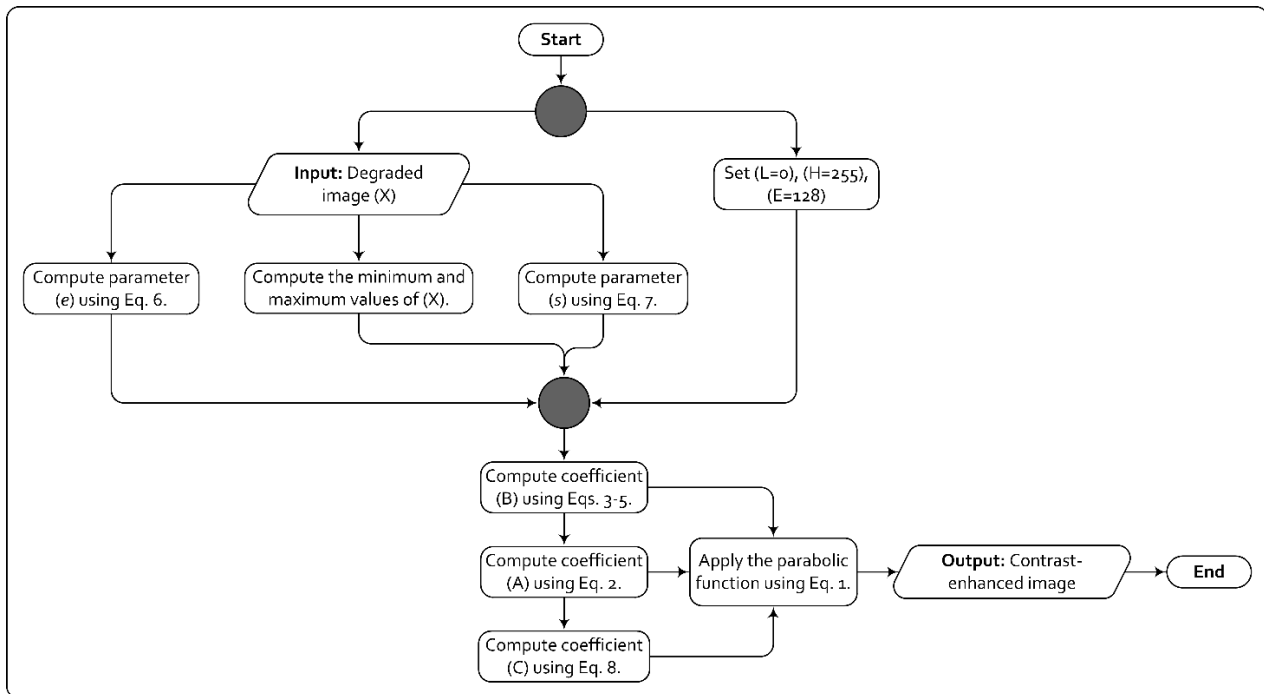 Start
Input: Degraded
image (X)
Set (L=0), (H=255),
(E=128)
Compute parameter
(e) using Eq. 6.
Compute the minimum and
maximum values of (X).
Compute parameter
(s) using Eq. 7.
Compute coefficient
(B) using Eqs. 3-5.
Compute coefficient
(A) using Eq. 2.
Apply the parabolic
function using Eq. 1.
Output: Contrast-
enhanced image
End
Compute coefficient
(C) using Eq. 8.